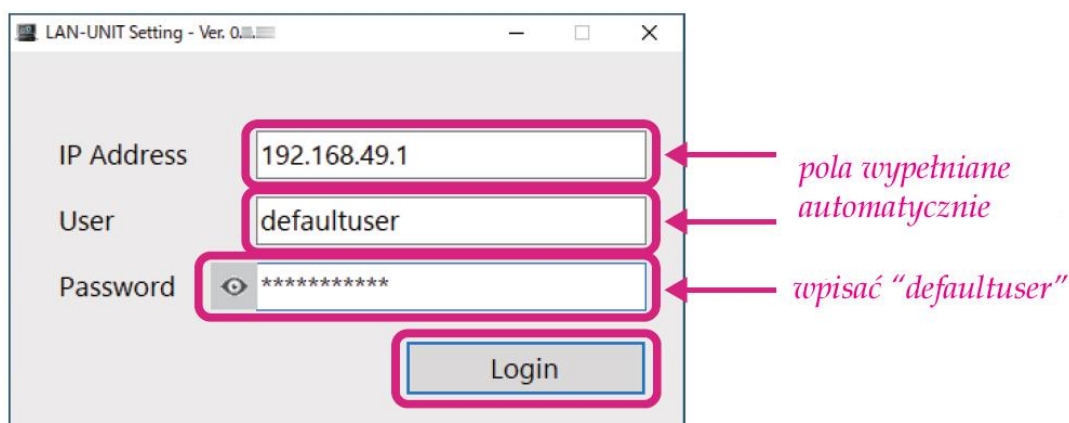 LAN-UNIT Setting - Ver. 0.
IP Address 192.168.49.1
pola wypełniane
automatycznie
User defaultuser
Password *********** wpisać “defaultuser”
Login